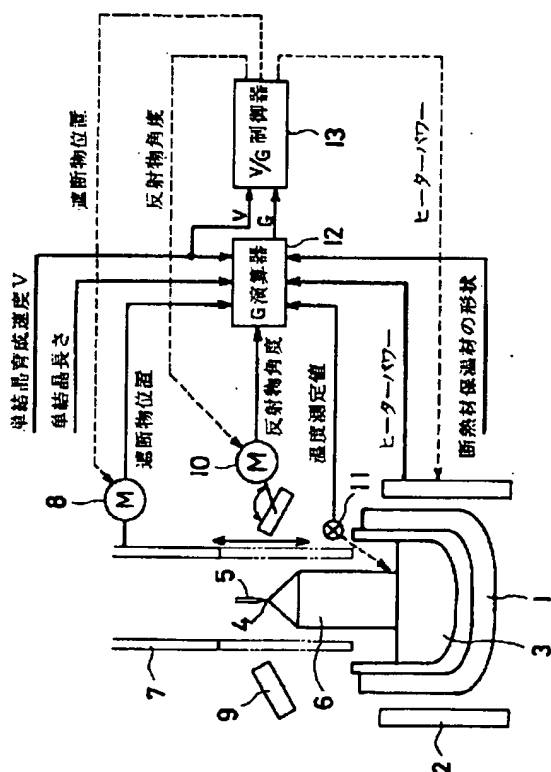 単結晶育成速度V
単結晶長さ
遮断物位置
反射物角度
遮断物位置
反射物角度
温度測定値
ヒーターパワー
断熱材保温材の形状
ヒーターパワー
G演算器
12
V
G
V/G制御器
13
8
M
10
M
11
7
9
5
4
6
3
1
2